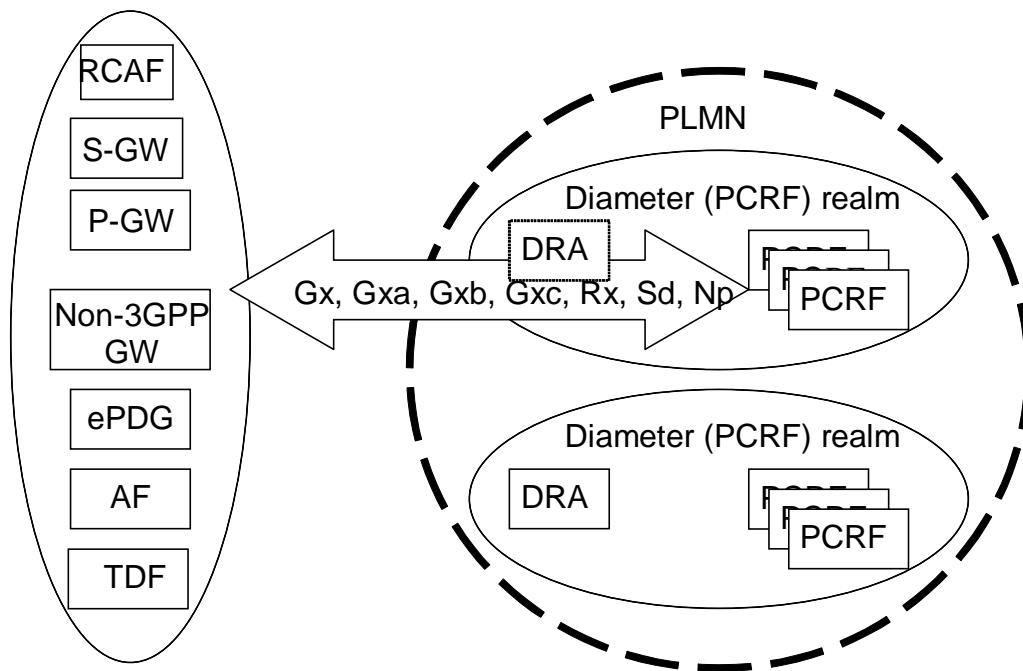 RCAF
S-GW
P-GW
Non-3GPP
GW
ePDG
AF
TDF
PLMN
Diameter (PCRF) realm
DRA
Gx, Gxa, Gxb, Gxc, Rx, Sd, Np
PCRF
Diameter (PCRF) realm
DRA
PCRF